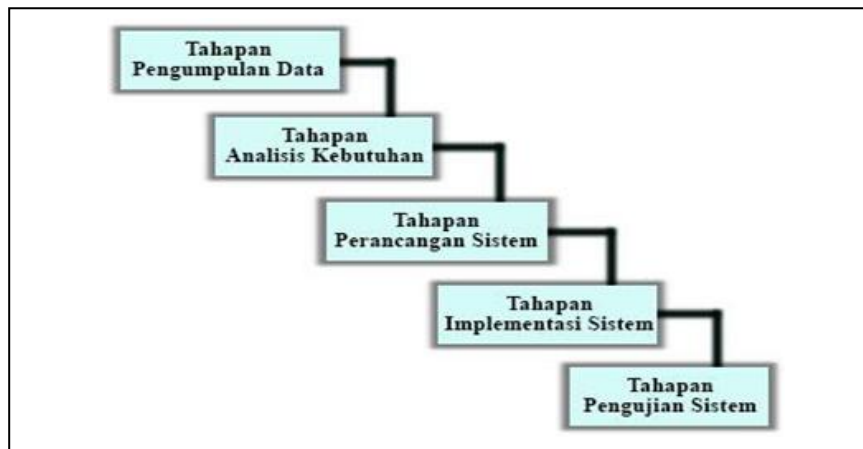 Tahapan
Pengumpulan Data
Tahapan
Analisis Kebutuhan
Tahapan
Perancangan Sistem
Tahapan
Implementasi Sistem
Tahapan
Pengujian Sistem